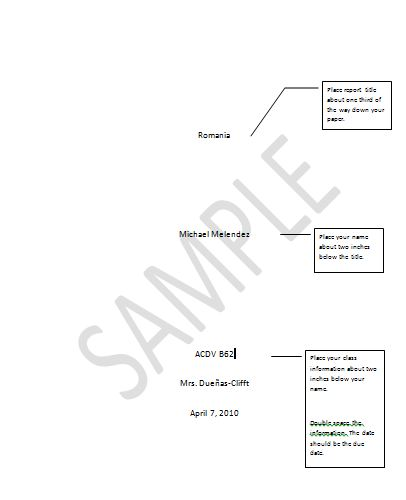 Place report title
about one third of
the way down your
paper.
Romania
SAMPLE
Michael Melendez
Place your name
about two inches
below the title.
ACDV B62
Place your class
information about two
inches below your
name.
Mrs. Dueñas-Clifft
April 7, 2010
Double space the
information. The date
should be the due
date.